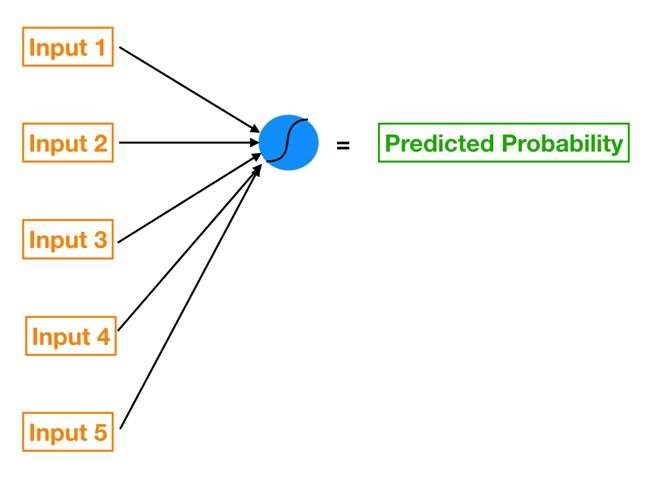 Input 1
Input 2
= Predicted Probability
Input 3
Input 4
Input 5